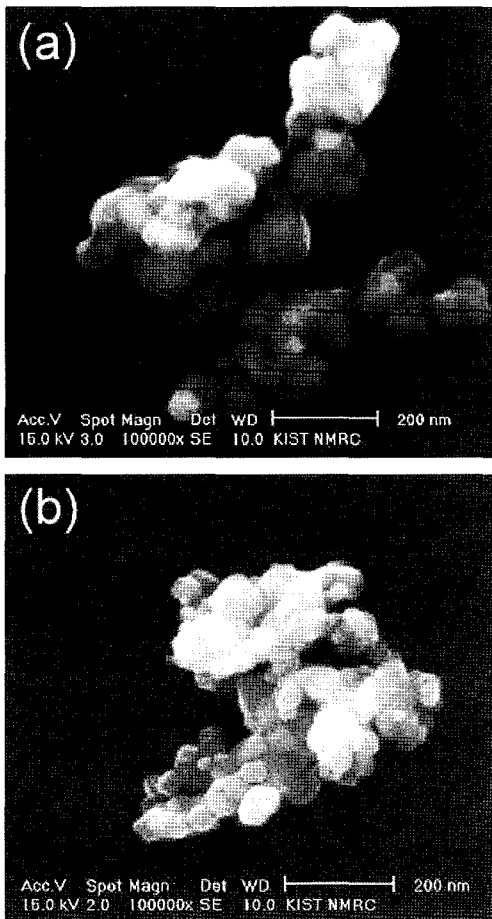 (a)
Acc.V Spot Magn Det WD 200 nm
15.0 kV 3.0 100000x SE 10.0 KIST NMRC
(b)
Acc.V Spot Magn Det WD 200 nm
15.0 kV 2.0 100000x SE 10.0 KIST NMRC